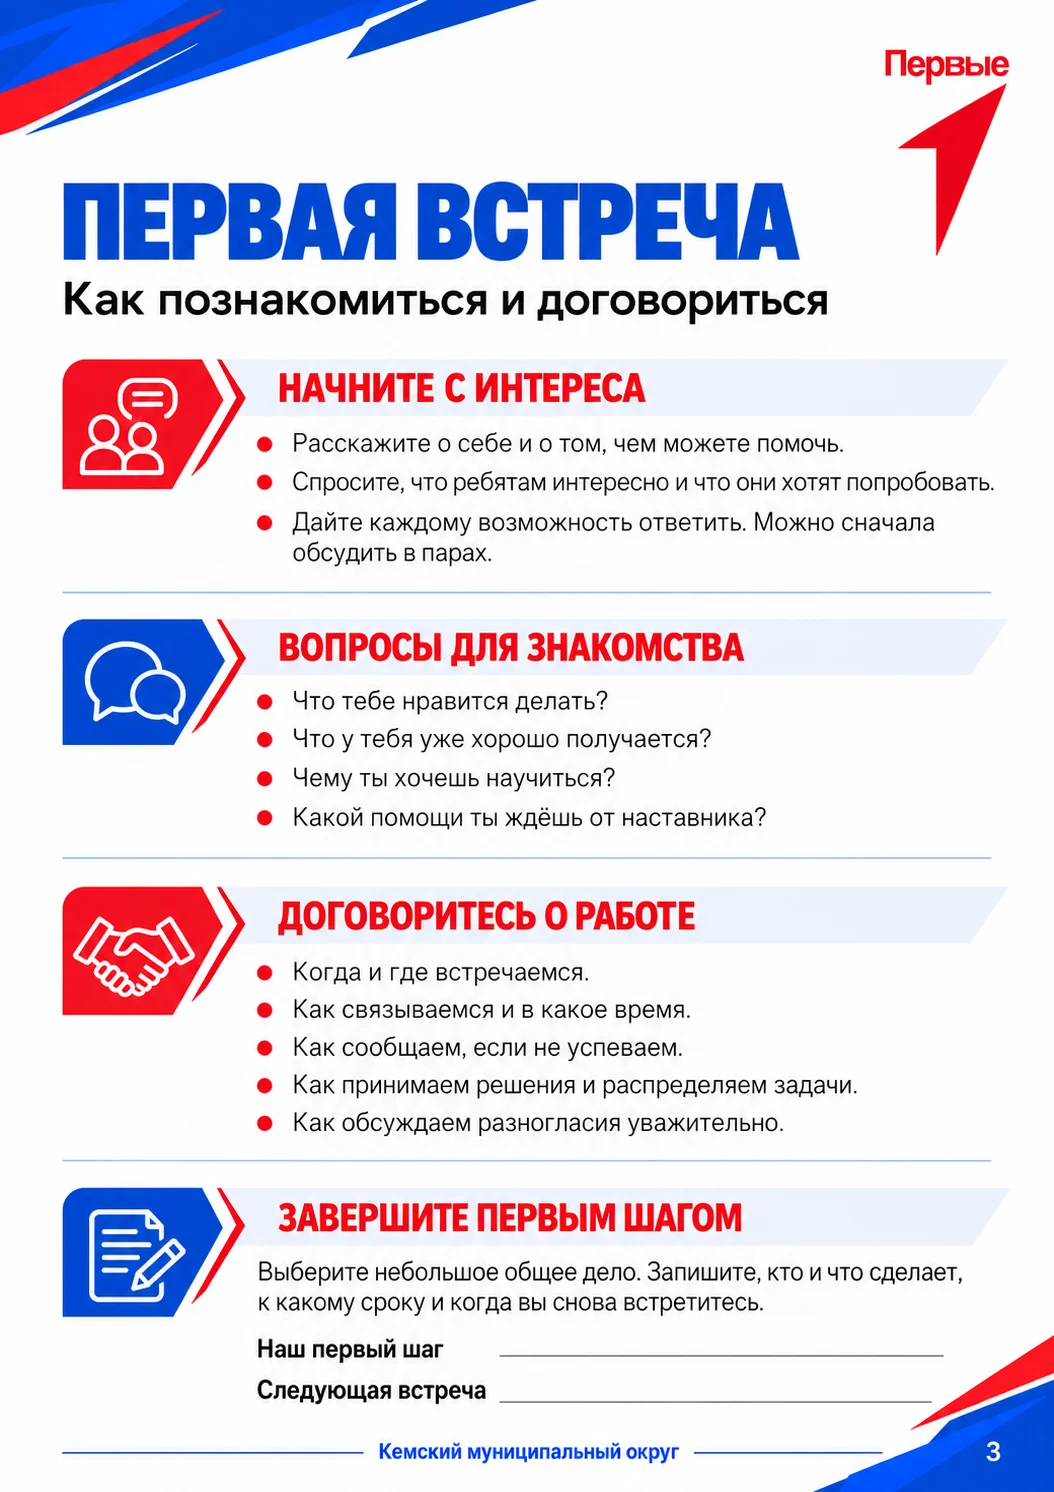 Первые
ПЕРВАЯ ВСТРЕЧА
Как познакомиться и договориться
НАЧНИТЕ С ИНТЕРЕСА
Расскажите о себе и о том, чем можете помочь.
Спросите, что ребятам интересно и что они хотят попробовать.
Дайте каждому возможность ответить. Можно сначала
обсудить в парах.
ВОПРОСЫ ДЛЯ ЗНАКОМСТВА
Что тебе нравится делать?
Что у тебя уже хорошо получается?
Чему ты хочешь научиться?
Какой помощи ты ждёшь от наставника?
ДОГОВОРИТЕСЬ О РАБОТЕ
Когда и где встречаемся.
Как связываемся и в какое время.
Как сообщаем, если не успеваем.
Как принимаем решения и распределяем задачи.
Как обсуждаем разногласия уважительно.
ЗАВЕРШИТЕ ПЕРВЫМ ШАГОМ
Выберите небольшое общее дело. Запишите, кто и что сделает,
к какому сроку и когда вы снова встретитесь.
Наш первый шаг
Следующая встреча
Кемский муниципальный округ
3